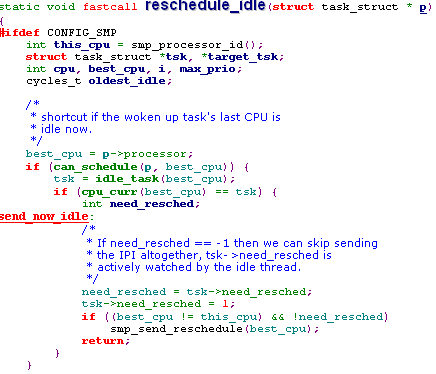 static void fastcall reschedule_idle(struct task_struct * p)
{
#ifdef CONFIG_SMP
int this_cpu = smp_processor_id();
struct task_struct *tsk, *target_tsk;
int cpu, best_cpu, i, max_prio;
cycles_t oldest_idle;
/*
* shortcut if the woken up task's last CPU is
* idle now.
*/
best_cpu = p->processor;
if (can_schedule(p, best_cpu)) {
tsk = idle_task(best_cpu);
if (cpu_curr(best_cpu) == tsk) {
int need_resched;
send_now_idle:
/*
* If need_resched == -1 then we can skip sending
* the IPI altogether, tsk->need_resched is
* actively watched by the idle thread.
*/
need_resched = tsk->need_resched;
tsk->need_resched = 1;
if ((best_cpu != this_cpu) && !need_resched)
smp_send_reschedule(best_cpu);
return;
}
}